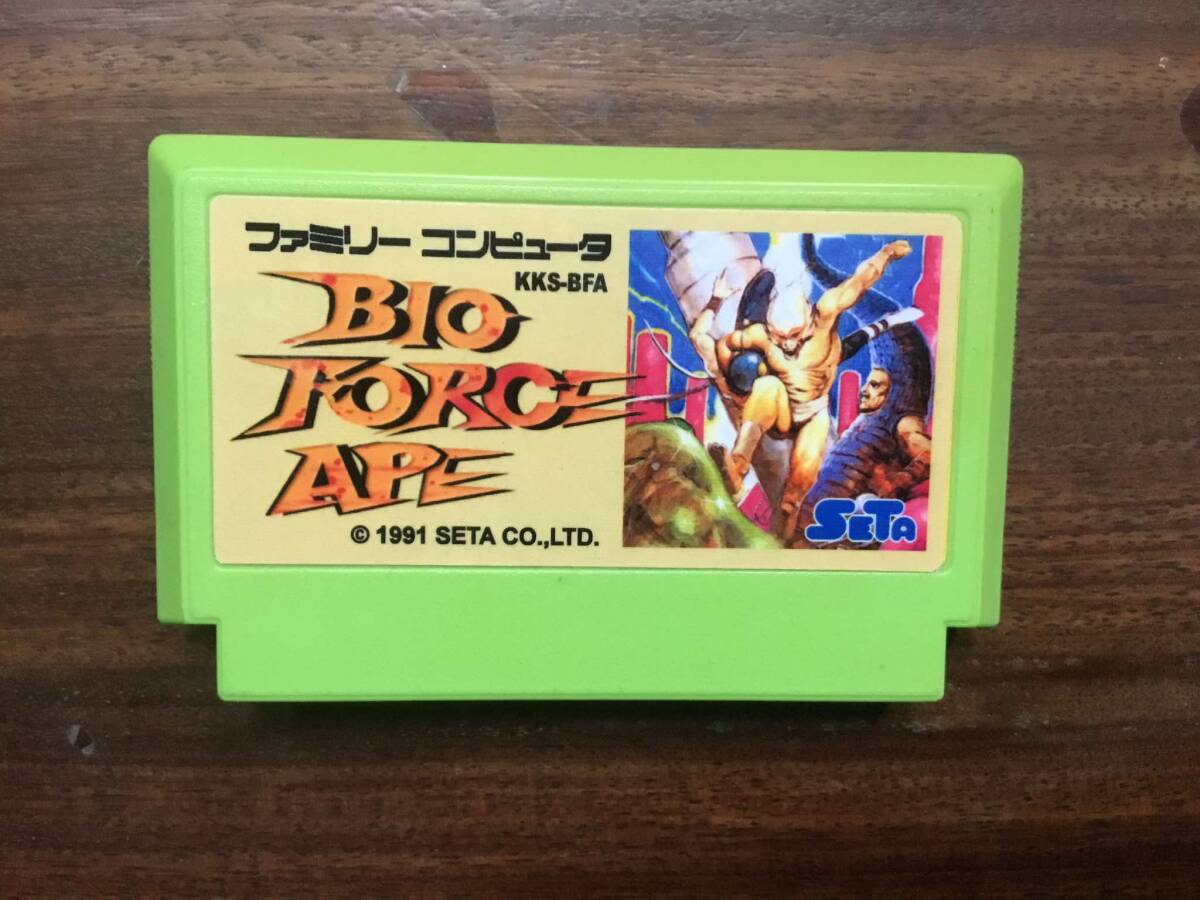 ファミリー コンピュータ
KKS-BFA
BIO
FORCE
APE
© 1991 SETA CO.,LTD.
SETA